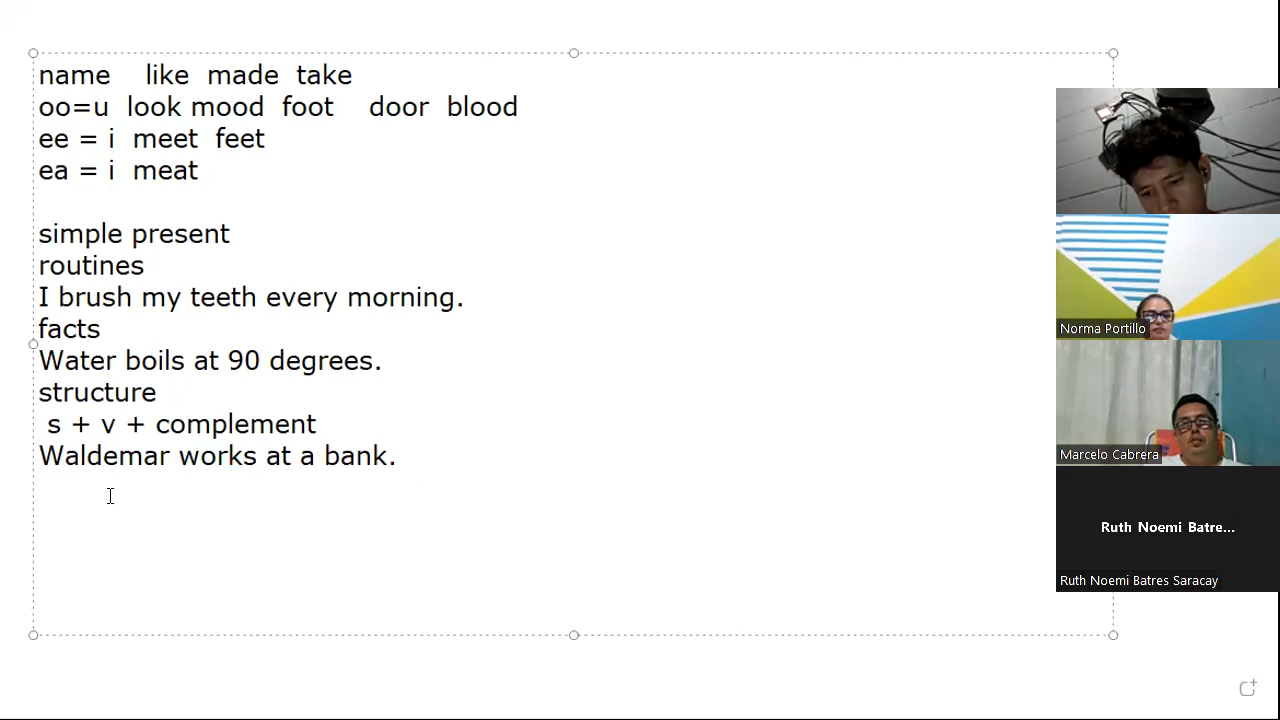 name like made take
oo=u look mood foot door blood
ee = i meet feet
ea = i meat
simple present
routines
I brush my teeth every morning.
facts
Water boils at 90 degrees.
structure
s + v + complement
Waldemar works at a bank.
Norma Portillo
Marcelo Cabrera
Ruth Noemi Batre...
Ruth Noemi Batres Saracay